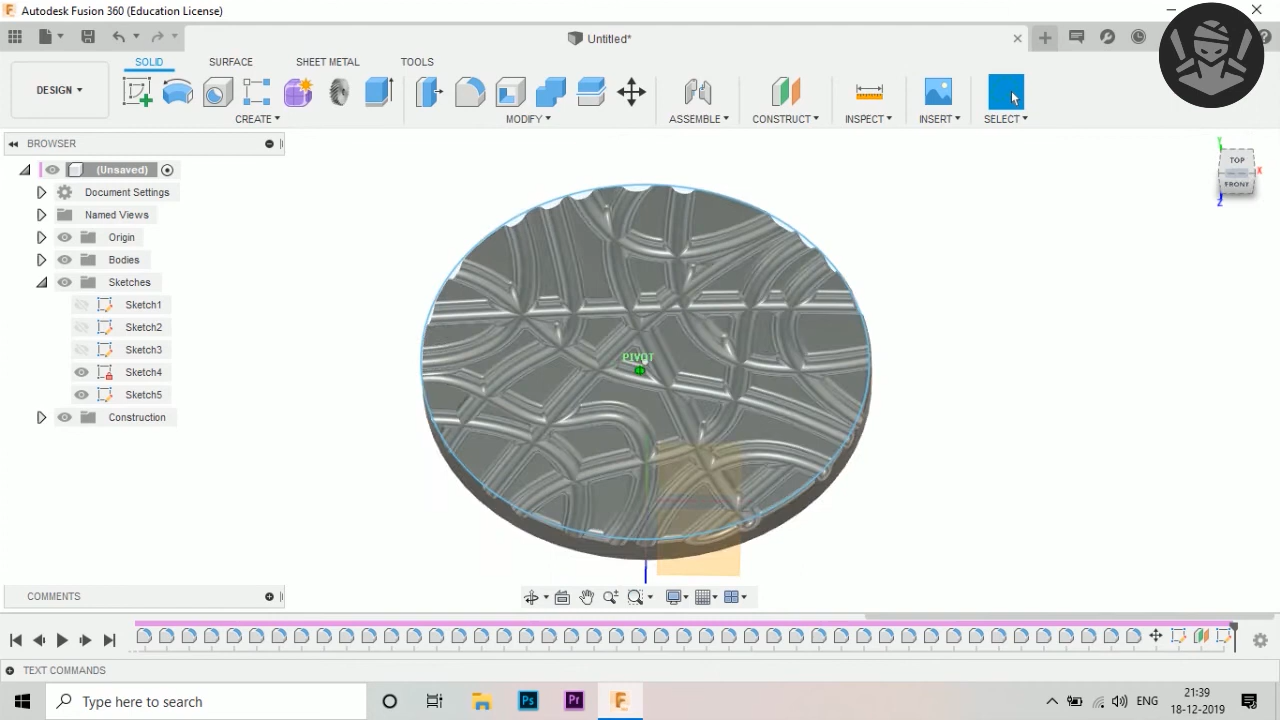 Autodesk Fusion 360 (Education License)
Untitled*
DESIGN
SOLID
SURFACE
SHEET METAL
TOOLS
CREATE
MODIFY
ASSEMBLE
CONSTRUCT
INSPECT
INSERT
SELECT
BROWSER
(Unsaved)
Document Settings
Named Views
Origin
Bodies
Sketches
Sketch1
Sketch2
Sketch3
Sketch4
Sketch5
Construction
PIVOT
Y
TOP
X
FRONT
Z
COMMENTS
TEXT COMMANDS
Type here to search
Ps
Pr
ENG
21:39
18-12-2019